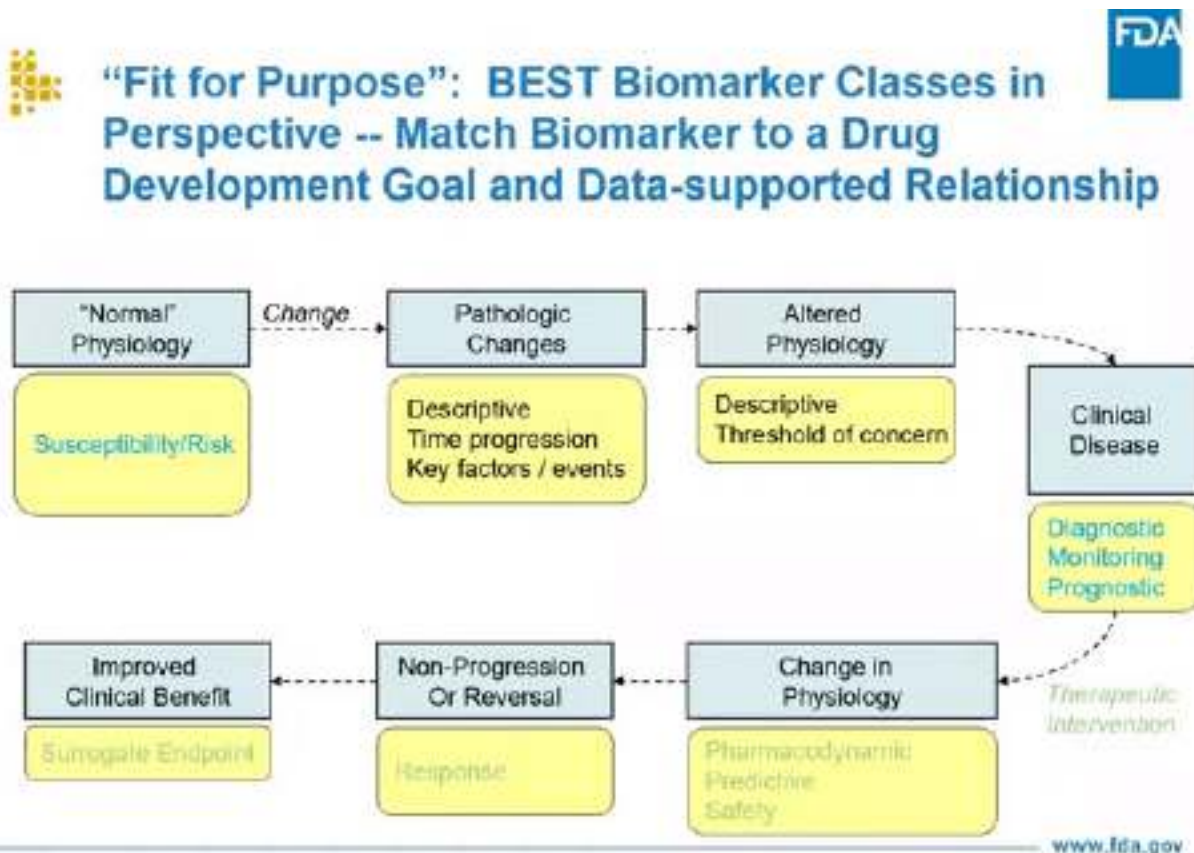 FDA
“Fit for Purpose”: BEST Biomarker Classes in
Perspective -- Match Biomarker to a Drug
Development Goal and Data-supported Relationship
“Normal”
Physiology
Change
Pathologic
Changes
Altered
Physiology
Susceptibility/Risk
Descriptive
Time progression
Key factors / events
Descriptive
Threshold of concern
Clinical
Disease
Diagnostic
Monitoring
Prognostic
Improved
Clinical Benefit
Non-Progression
Or Reversal
Change in
Physiology
Therapeutic
Intervention
Surrogate Endpoint
Response
Pharmacodynamic
Predictive
Safety
www.fda.gov